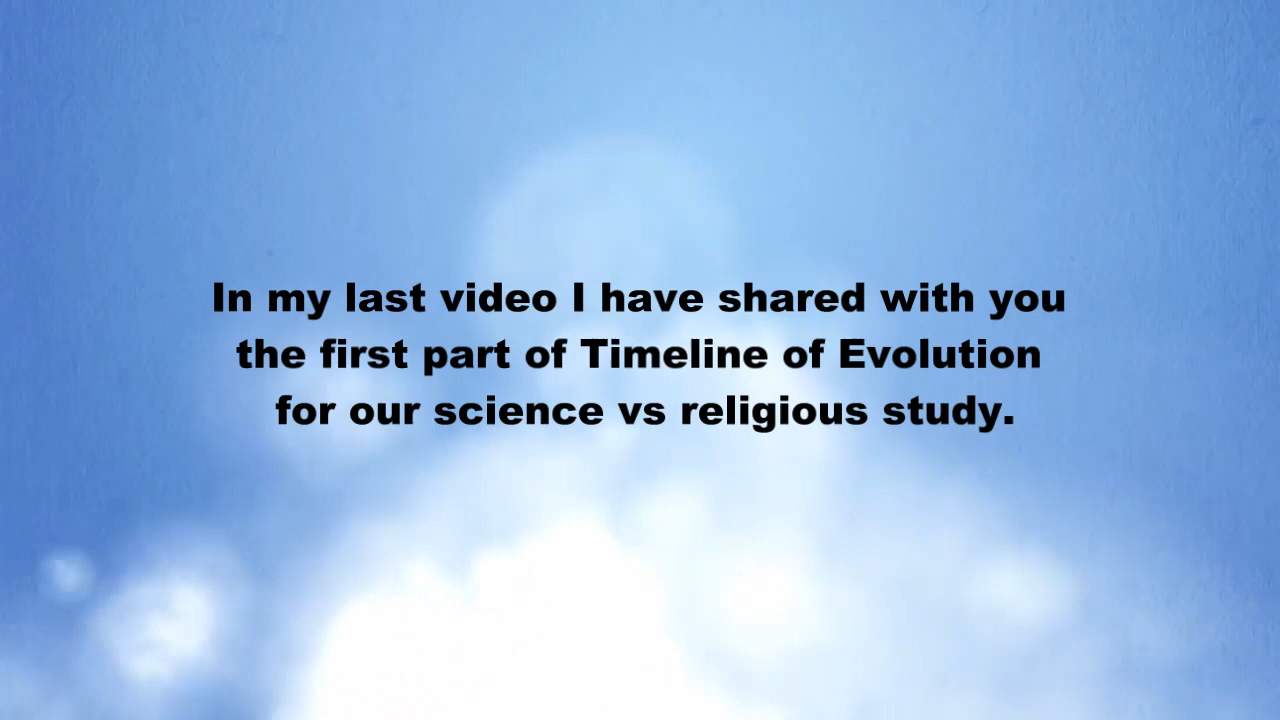 In my last video I have shared with you
the first part of Timeline of Evolution
for our science vs religious study.